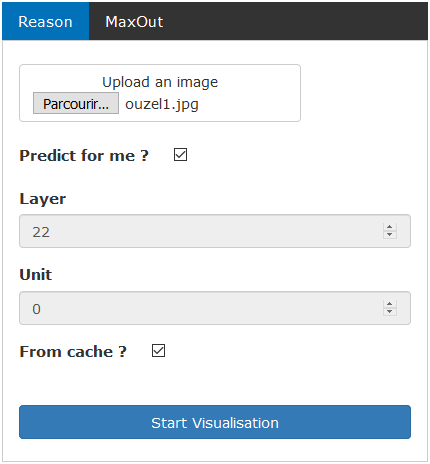 Reason MaxOut
Upload an image
Parcourir... ouzel1.jpg
Predict for me ?
Layer
22
Unit
0
From cache ?
Start Visualisation